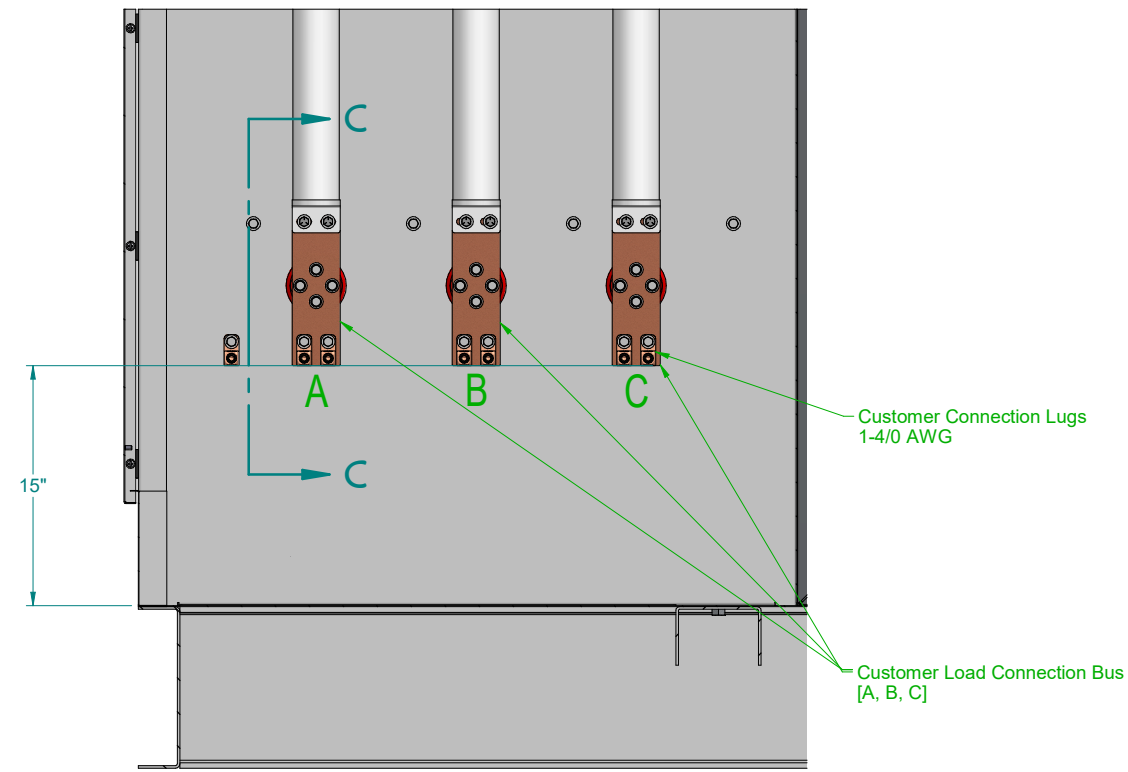 C
A
B
C
Customer Connection Lugs
1-4/0 AWG
C
15"
Customer Load Connection Bus
[A, B, C]